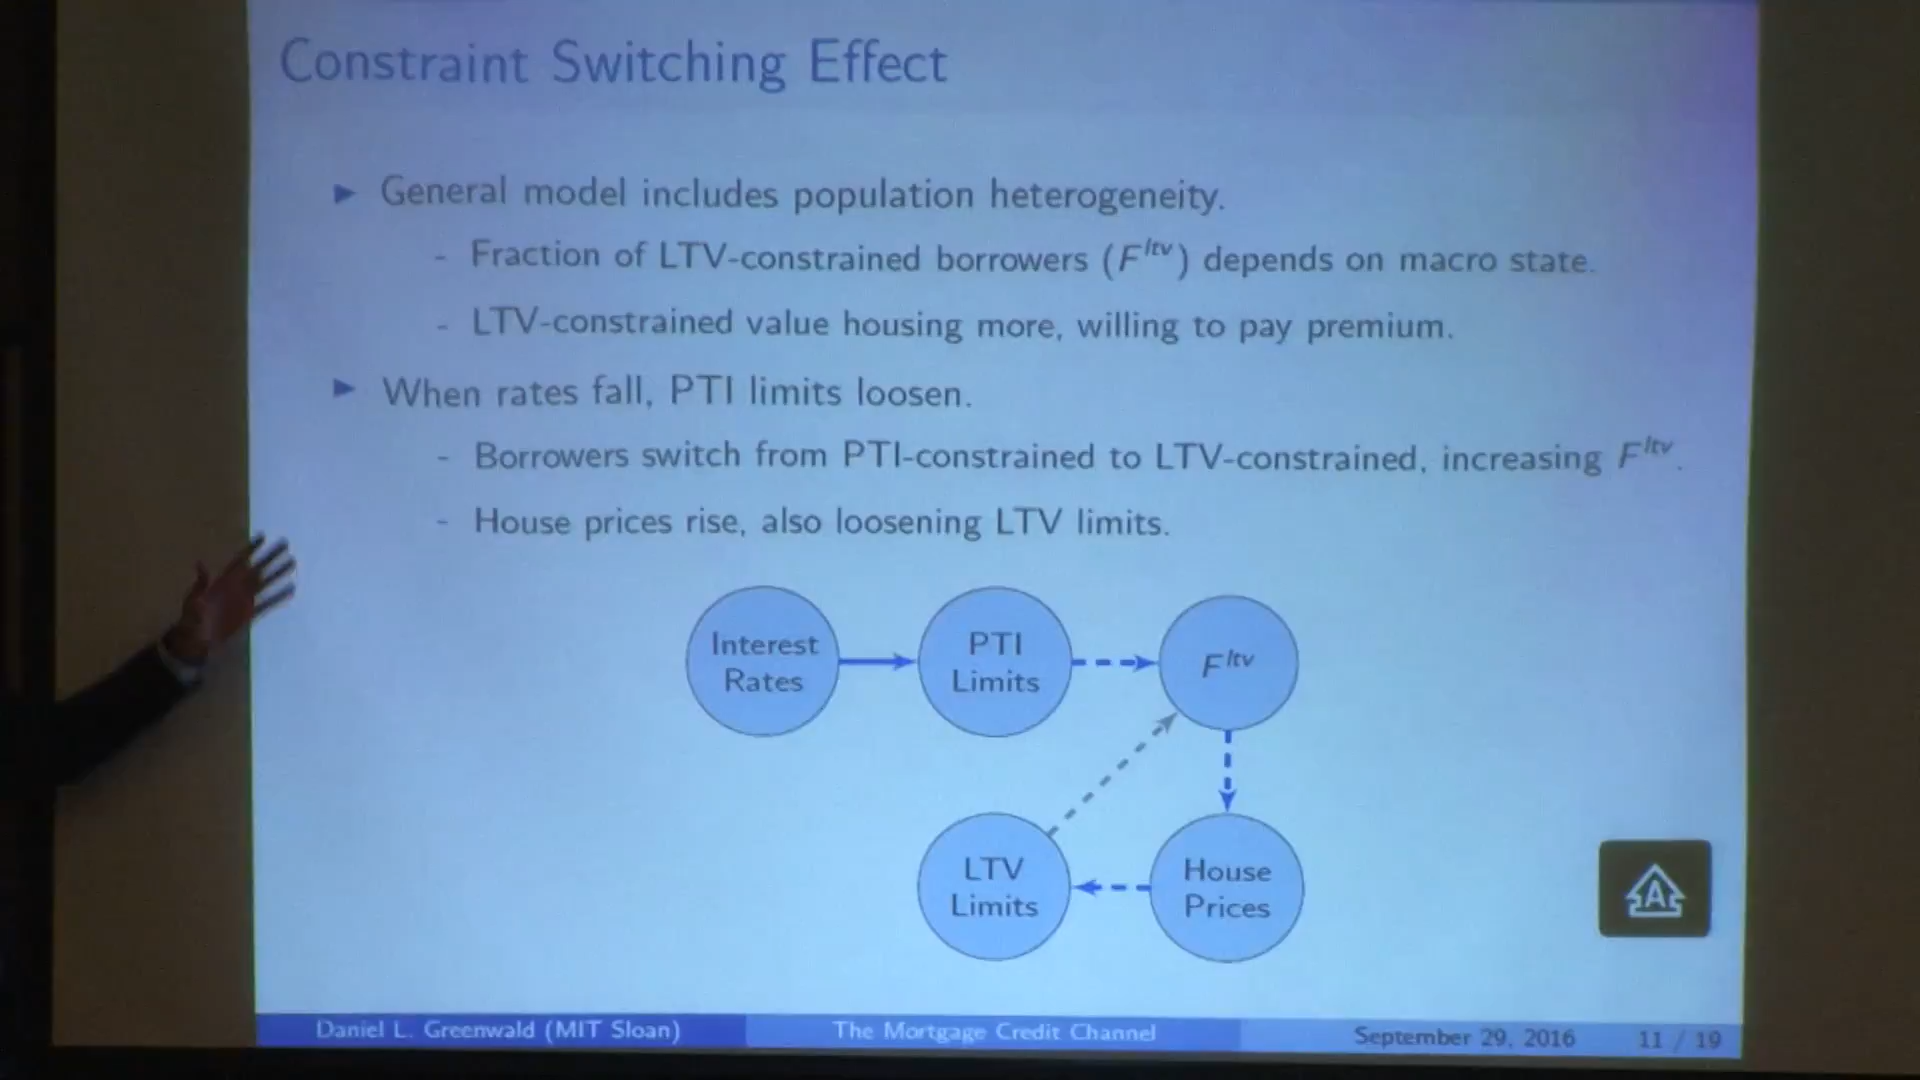 Constraint Switching Effect
► General model includes population heterogeneity.
- Fraction of LTV-constrained borrowers (F^ltv) depends on macro state.
- LTV-constrained value housing more, willing to pay premium.
► When rates fall, PTI limits loosen.
- Borrowers switch from PTI-constrained to LTV-constrained, increasing F^ltv.
- House prices rise, also loosening LTV limits.
Interest
Rates
PTI
Limits
F^ltv
LTV
Limits
House
Prices
A
Daniel L. Greenwald (MIT Sloan)
The Mortgage Credit Channel
September 29, 2016
11 / 19